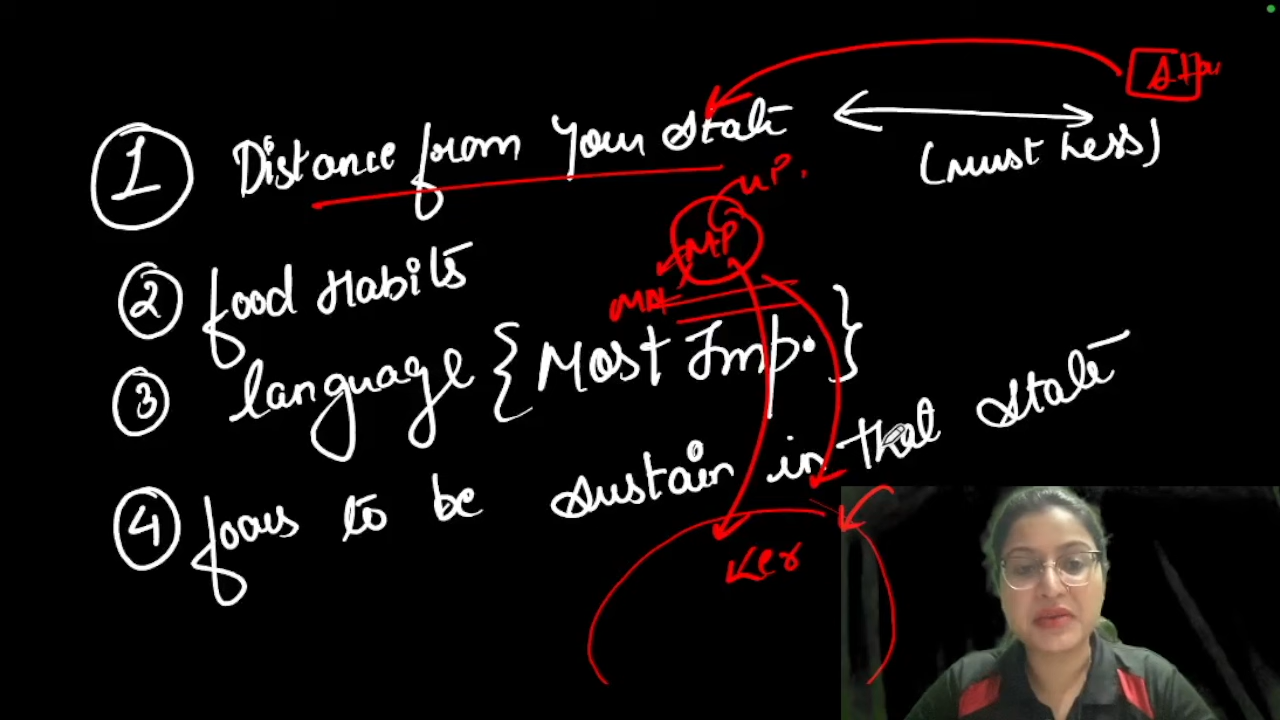 1 Distance from Your State (must Less)
UP.
MP
MH
2 food Habits
3 language {Most Imp.}
4 focus to be sustain in that state
Ker